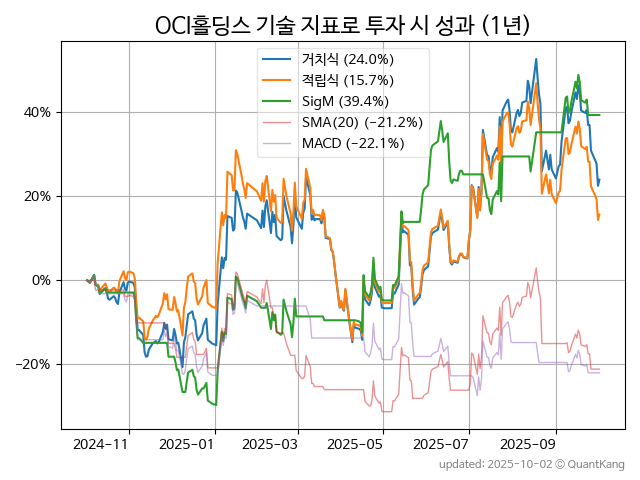 OCI홀딩스 기술 지표로 투자 시 성과 (1년)
거치식 (24.0%)
적립식 (15.7%)
SigM (39.4%)
SMA(20) (−21.2%)
MACD (−22.1%)
40%
20%
0%
−20%
2024-11 2025-01 2025-03 2025-05 2025-07 2025-09
updated: 2025-10-02 © QuantKang